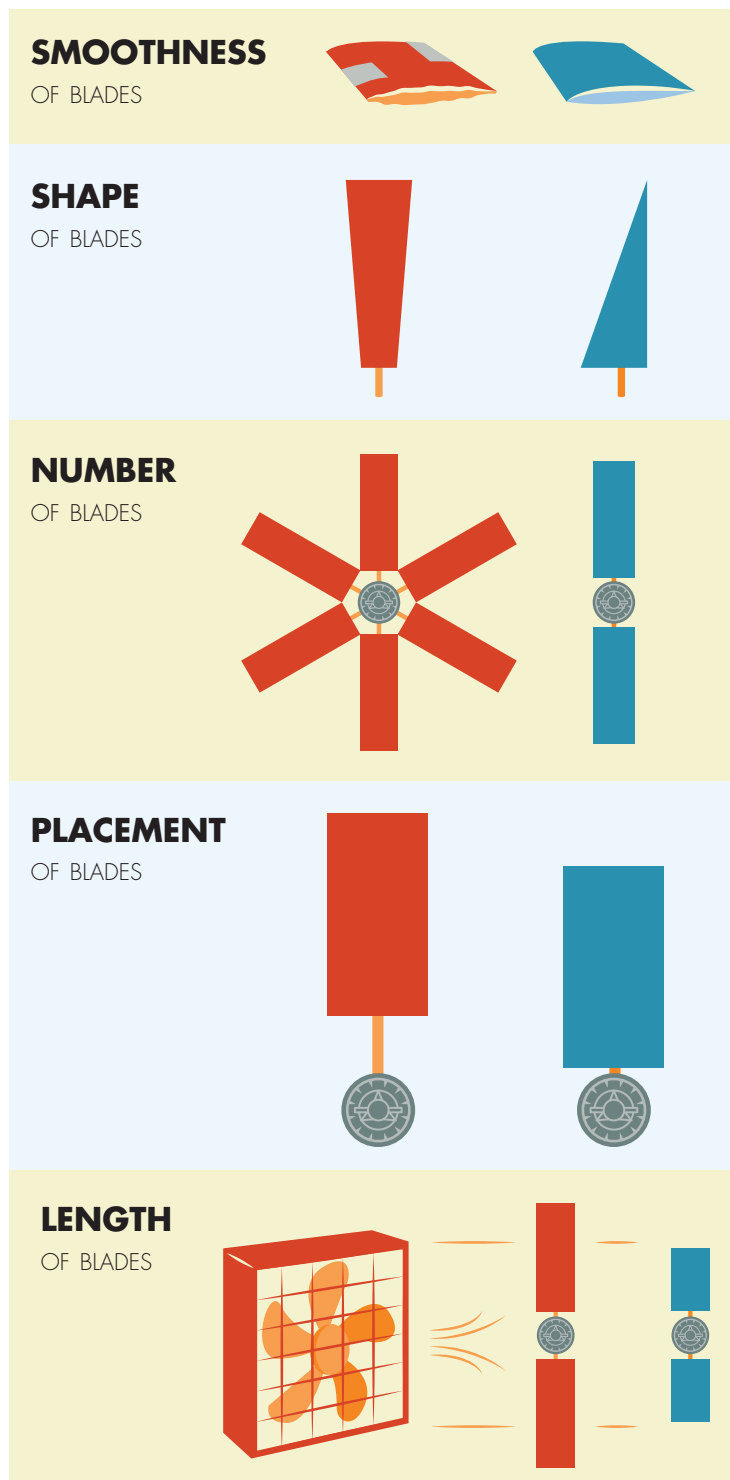 SMOOTHNESS
OF BLADES
SHAPE
OF BLADES
NUMBER
OF BLADES
PLACEMENT
OF BLADES
LENGTH
OF BLADES